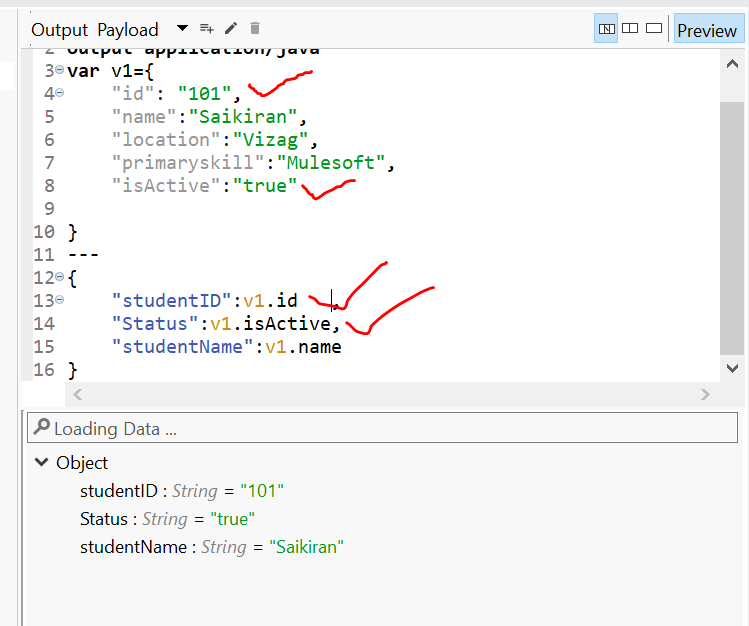 Output Payload
Preview
2 output application/java
3 var v1={
4 "id": "101",
5 "name":"Saikiran",
6 "location":"Vizag",
7 "primaryskill":"Mulesoft",
8 "isActive":"true"
9
10 }
11 ---
12 {
13 "studentID":v1.id ,
14 "Status":v1.isActive,
15 "studentName":v1.name
16 }
Loading Data ...
Object
studentID : String = "101"
Status : String = "true"
studentName : String = "Saikiran"